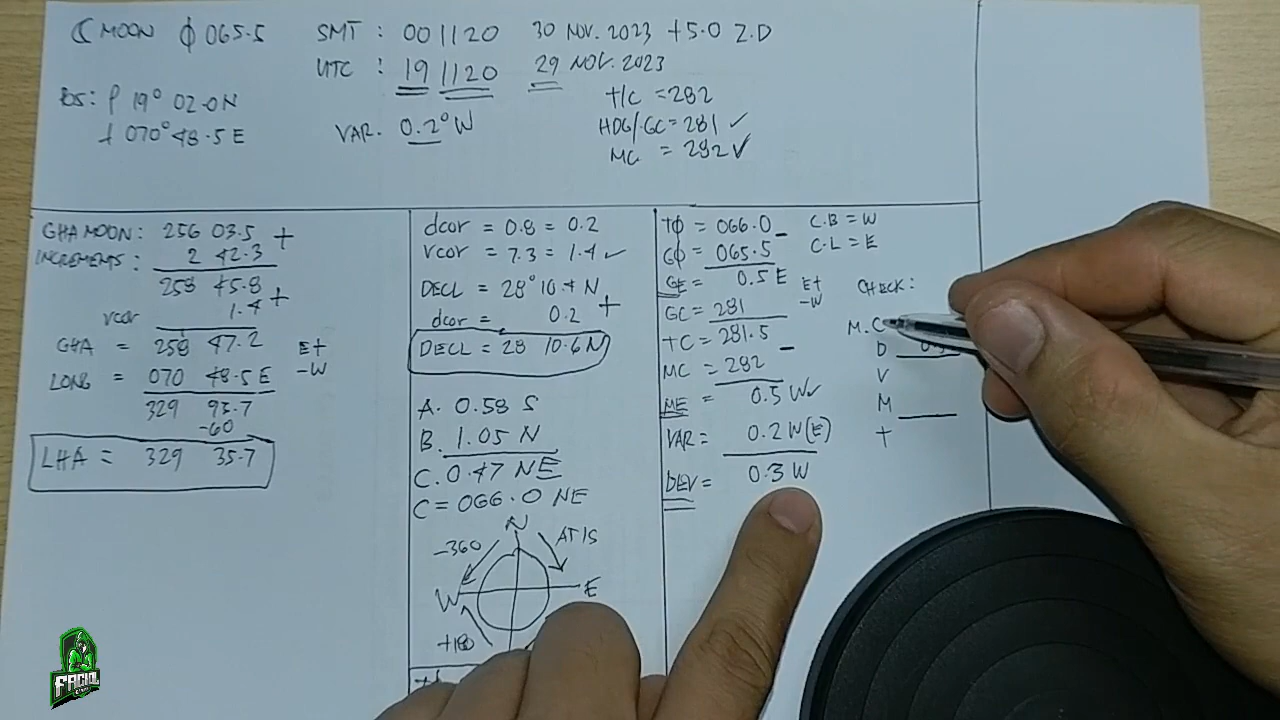 ☾ MOON ϕ 065.5
SMT : 001120 30 NOV. 2023 +5.0 Z.D
UTC : 191120 29 NOV. 2023
19° 02.0 N
070° 48.5 E
VAR. 0.2° W
T/C = 282
HDG/GC = 281 ✓
MC = 282 ✓
GHA MOON : 256 03.5 +
INCREMENTS : 2 42.3
258 45.8
vcor 1.4 +
GHA = 258 47.2
LONG = 070 48.5 E
E+
-W
329 95.7
-60
LHA = 329 35.7
dcor = 0.8 = 0.2
vcor = 7.3 = 1.4 ✓
DECL = 28° 10.4 N
dcor = 0.2 +
DECL = 28 10.6 N
A. 0.58 S
B. 1.05 N
C. 0.47 NE
C = 066.0 NE
N
-360
AT IS
W
E
+180
Tϕ = 066.0 -
Gϕ = 065.5
GE = 0.5 E
GC = 281
E+
-W
TC = 281.5
MC = 282 -
ME = 0.5 W ✓
VAR = 0.2 W (E)
DEV = 0.3 W
C.B = W
C.L = E
CHECK :
M.C
D
V
M
T
FACIOL